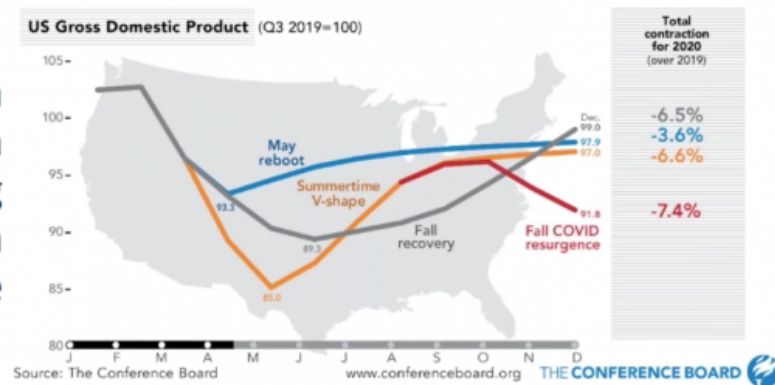 US Gross Domestic Product (Q3 2019=100)
Total
contraction
for 2020
(over 2019)
105-
100-
95-
90-
85-
80
May
reboot
Summertime
V-shape
Fall
recovery
Fall COVID
resurgence
93.3
89.3
85.0
Dec.
99.0
97.9
97.0
91.8
-6.5%
-3.6%
-6.6%
-7.4%
J F M A M J J A S O N D
Source: The Conference Board www.conferenceboard.org THE CONFERENCE BOARD